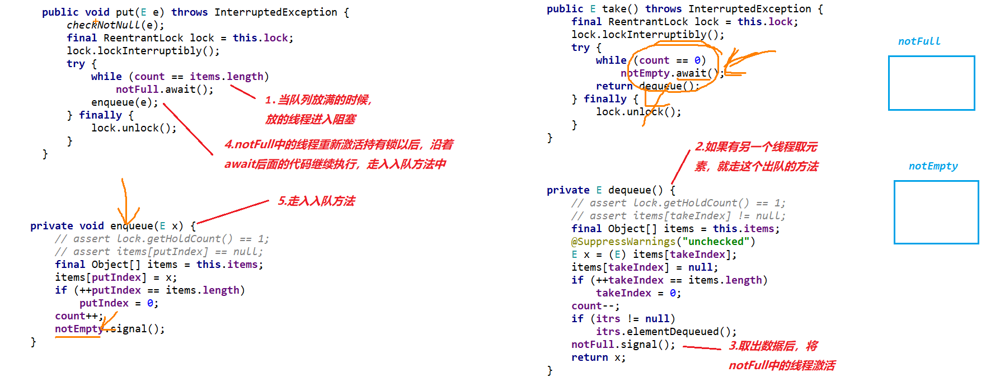 public void put(E e) throws InterruptedException {
checkNotNull(e);
final ReentrantLock lock = this.lock;
lock.lockInterruptibly();
try {
while (count == items.length)
notFull.await();
enqueue(e);
} finally {
lock.unlock();
}
}
1.当队列放满的时候，
放的线程进入阻塞
4.notFull中的线程重新激活持有锁以后，沿着
await后面的代码继续执行，走入入队方法中
5.走入入队方法
private void enqueue(E x) {
// assert lock.getHoldCount() == 1;
// assert items[putIndex] == null;
final Object[] items = this.items;
items[putIndex] = x;
if (++putIndex == items.length)
putIndex = 0;
count++;
notEmpty.signal();
}
public E take() throws InterruptedException {
final ReentrantLock lock = this.lock;
lock.lockInterruptibly();
try {
while (count == 0)
notEmpty.await();
return dequeue();
} finally {
lock.unlock();
}
}
2.如果有另一个线程取元
素，就走这个出队的方法
private E dequeue() {
// assert lock.getHoldCount() == 1;
// assert items[takeIndex] != null;
final Object[] items = this.items;
@SuppressWarnings("unchecked")
E x = (E) items[takeIndex];
items[takeIndex] = null;
if (++takeIndex == items.length)
takeIndex = 0;
count--;
if (itrs != null)
itrs.elementDequeued();
notFull.signal();
return x;
}
3.取出数据后，将
notFull中的线程激活
notFull
notEmpty